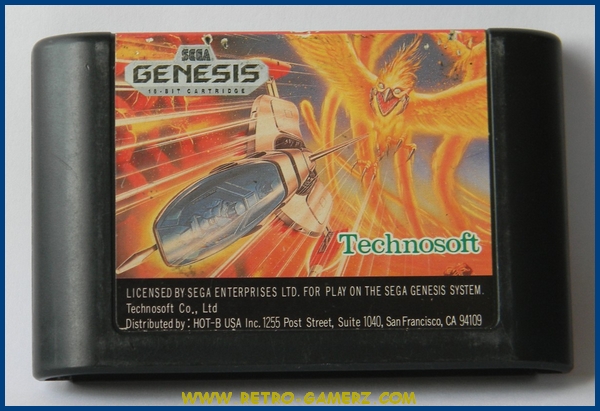 SEGA
GENESIS
16-BIT CARTRIDGE
Technosoft
LICENSED BY SEGA ENTERPRISES LTD. FOR PLAY ON THE SEGA GENESIS SYSTEM.
Technosoft Co., Ltd
Distributed by: HOT-B USA Inc. 1255 Post Street, Suite 1040, San Francisco, CA 94109
WWW RETRO-GAMERZ COM